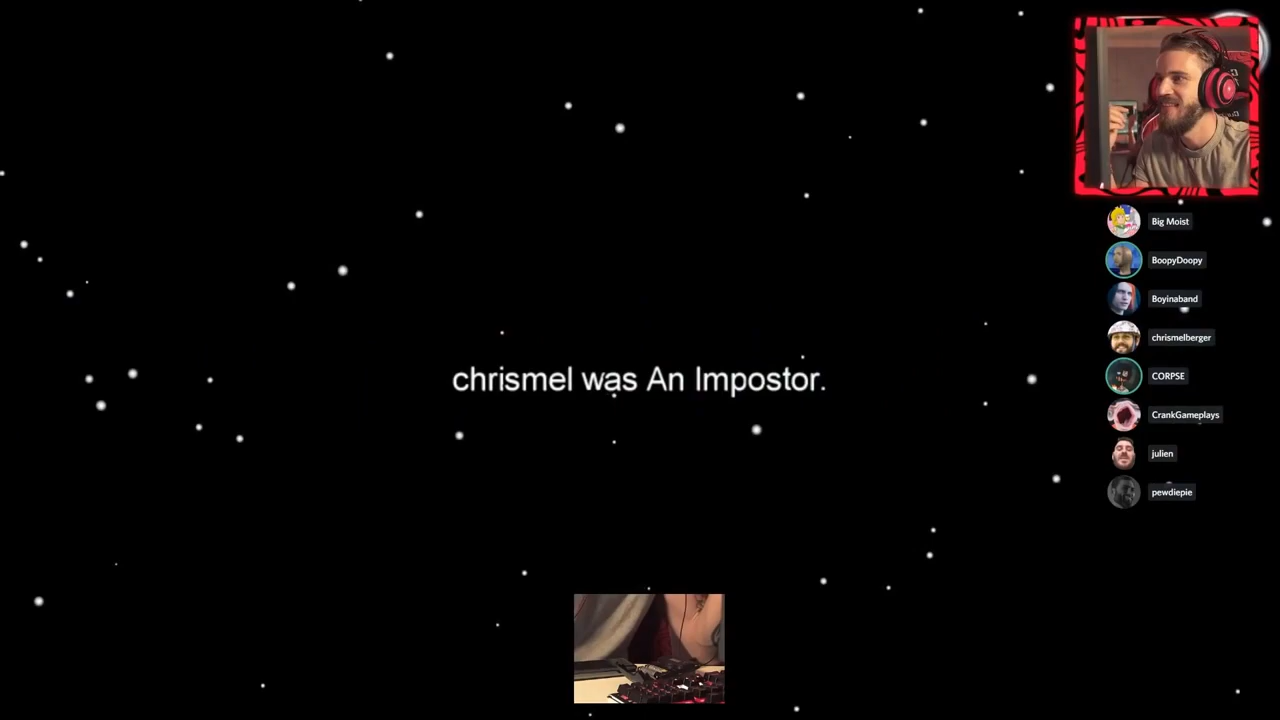 Big Moist
BoopyDoopy
Boyinaband
chrismelberger
chrismel was An Impostor.
CORPSE
CrankGameplays
julien
pewdiepie